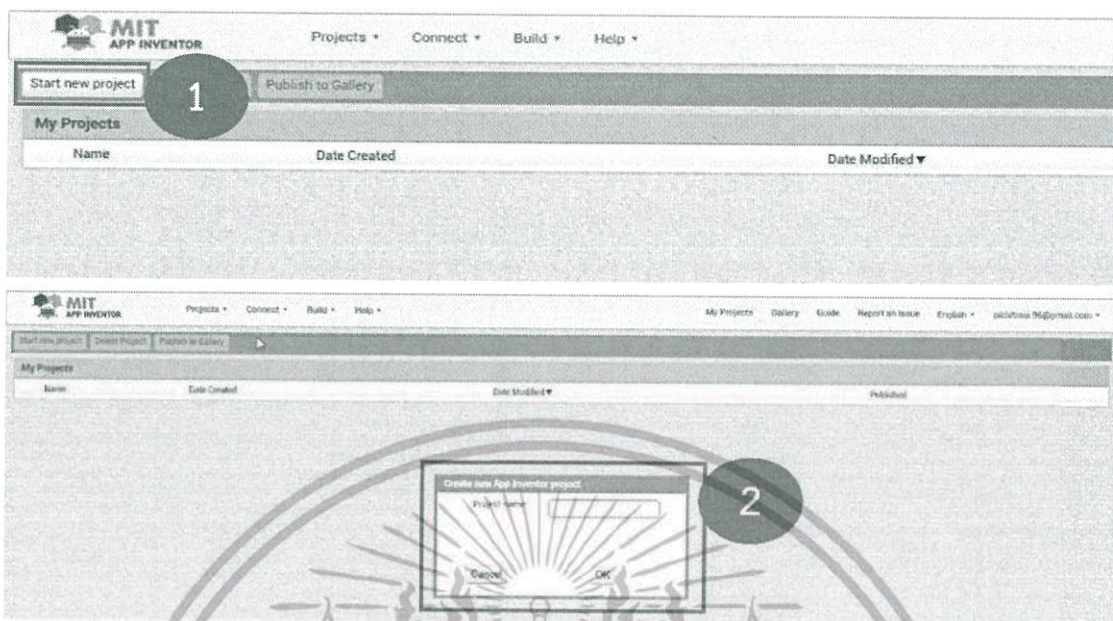 MIT
APP INVENTOR
Projects ▾ Connect ▾ Build ▾ Help ▾
Start new project 1 Publish to Gallery
My Projects
Name Date Created Date Modified ▼
MIT
APP INVENTOR
Projects ▾ Connect ▾ Build ▾ Help ▾ My Projects Gallery Guide Report an Issue English ▾
Start new project Delete Project Publish to Gallery
My Projects
Name Date Created Date Modified ▼ Published
Create new App Inventor project
Project name
2
Cancel OK